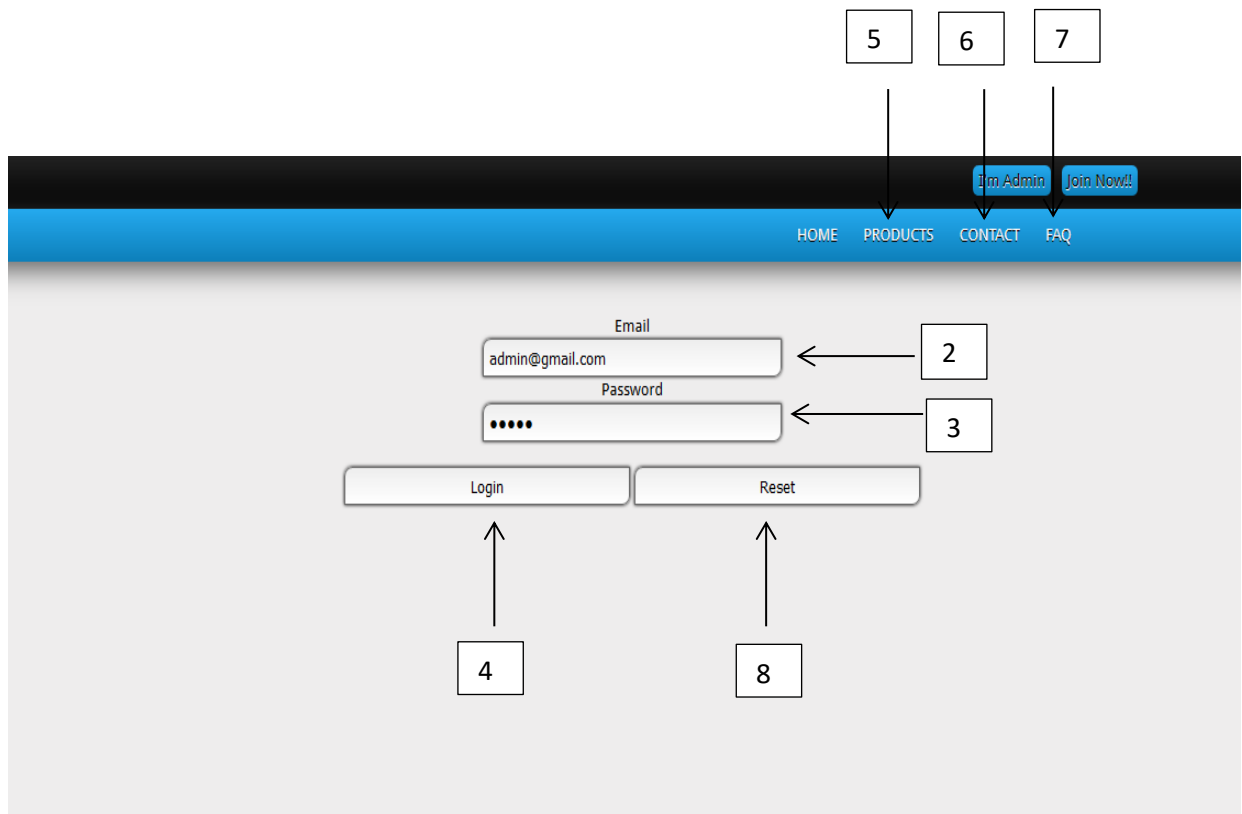 5 6 7
I'm Admin Join Now!!
HOME PRODUCTS CONTACT FAQ
Email
admin@gmail.com
2
Password
•••••
3
Login Reset
4 8